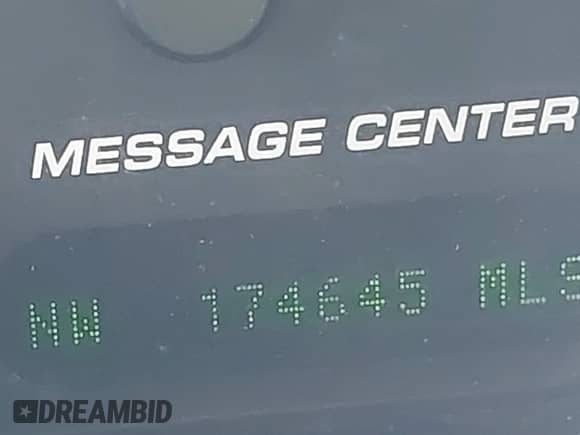 MESSAGE CENTER
NW 174645 MLS
DREAMBID